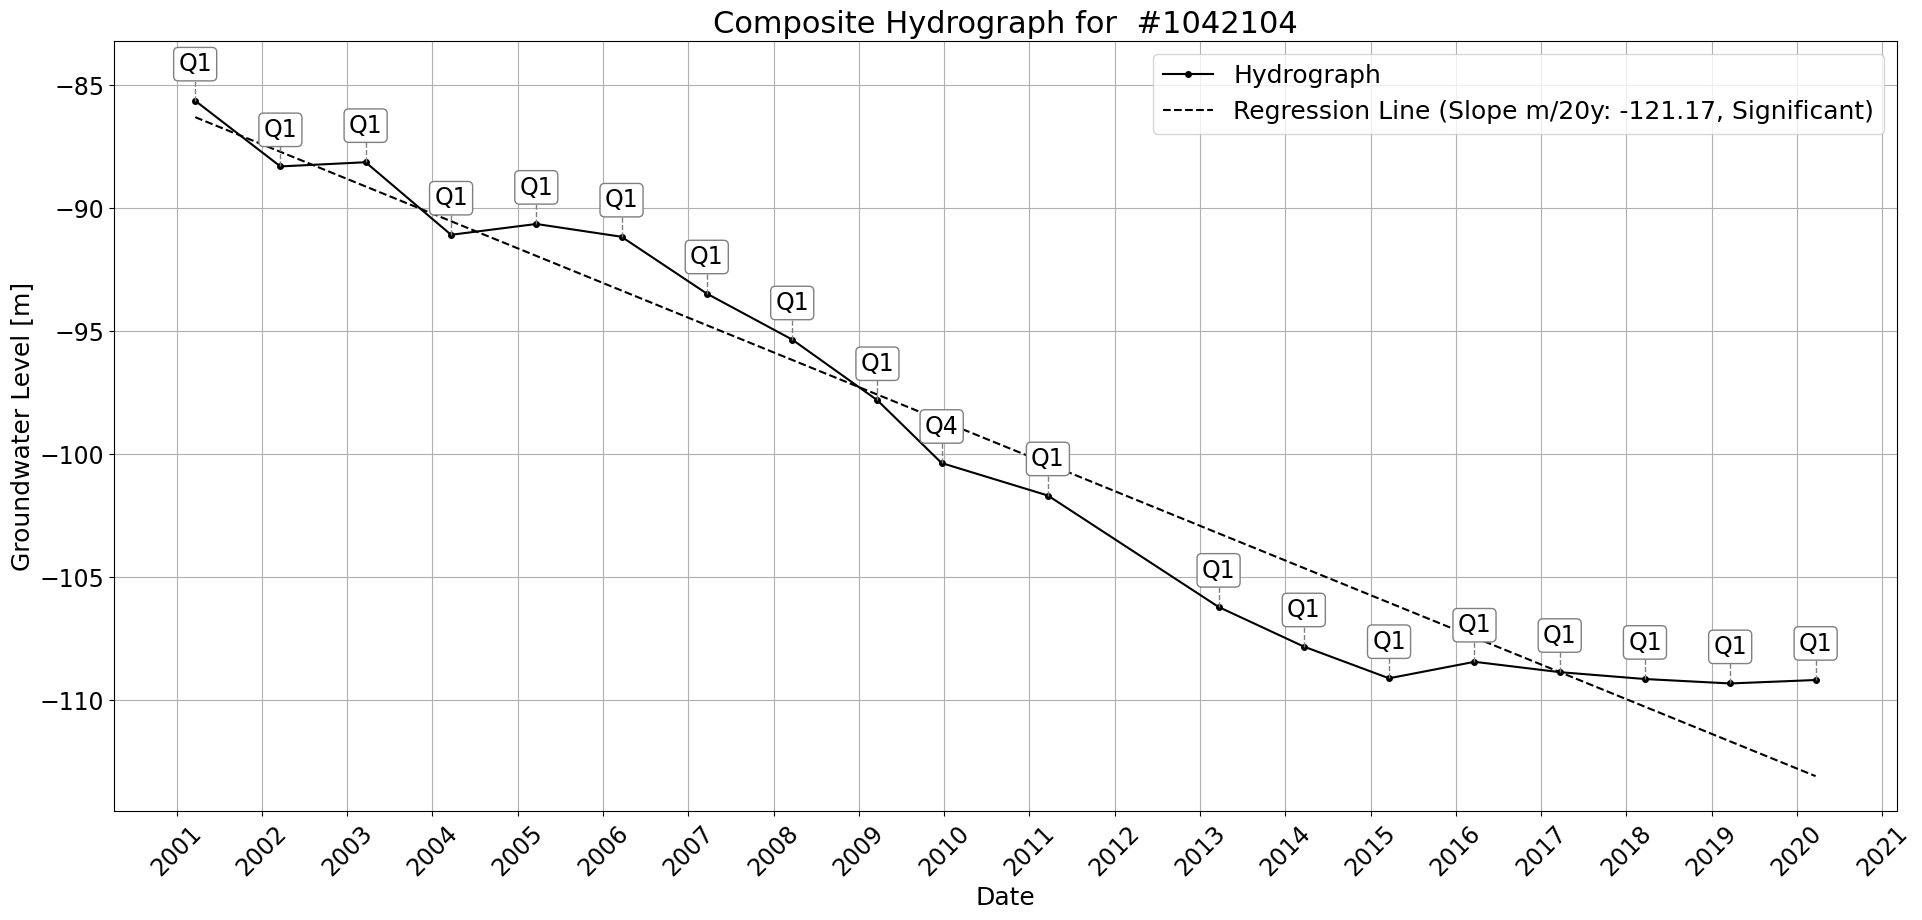 Composite Hydrograph for  #1042104
Hydrograph
Regression Line (Slope m/20y: -121.17, Significant)
Groundwater Level [m]
−85
−90
−95
−100
−105
−110
Q1
Q1
Q1
Q1
Q1
Q1
Q1
Q1
Q1
Q4
Q1
Q1
Q1
Q1
Q1
Q1
Q1
Q1
Q1
2001
2002
2003
2004
2005
2006
2007
2008
2009
2010
2011
2012
2013
2014
2015
2016
2017
2018
2019
2020
2021
Date